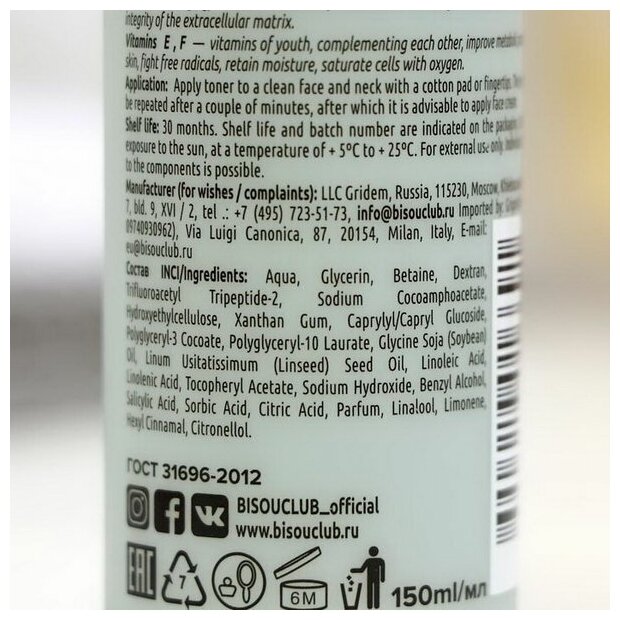 integrity of the extracellular matrix.
Vitamins E, F — vitamins of youth, complementing each other, improve
skin, fight free radicals, retain moisture, saturate cells with oxygen.
Application: Apply toner to a clean face and neck with a cotton pad or fingertips.
be repeated after a couple of minutes, after which it is advisable to apply face cream.
Shelf life: 30 months. Shelf life and batch number are indicated on the
exposure to the sun, at a temperature of + 5ºC to + 25ºC. For external use only.
to the components is possible.
Manufacturer (for wishes / complaints): LLC Gridem, Russia, 115230, Moscow,
7, bld. 9, XVI / 2, tel .: +7 (495) 723-51-73, info@bisouclub.ru Imported by:
09740930962), Via Luigi Canonica, 87, 20154, Milan, Italy, E-mail:
eu@bisouclub.ru
Состав INCI/Ingredients: Aqua, Glycerin, Betaine, Dextran,
Trifluoroacetyl Tripeptide-2, Sodium Cocoamphoacetate,
Hydroxyethylcellulose, Xanthan Gum, Caprylyl/Capryl Glucoside,
Polyglyceryl-3 Cocoate, Polyglyceryl-10 Laurate, Glycine Soja (Soybean)
Oil, Linum Usitatissimum (Linseed) Seed Oil, Linoleic Acid,
Linolenic Acid, Tocopheryl Acetate, Sodium Hydroxide, Benzyl Alcohol,
Salicylic Acid, Sorbic Acid, Citric Acid, Parfum, Linalool, Limonene,
Hexyl Cinnamal, Citronellol.
ГОСТ 31696-2012
BISOUCLUB_official
www.bisouclub.ru
EAC 7 6M 150ml/мл